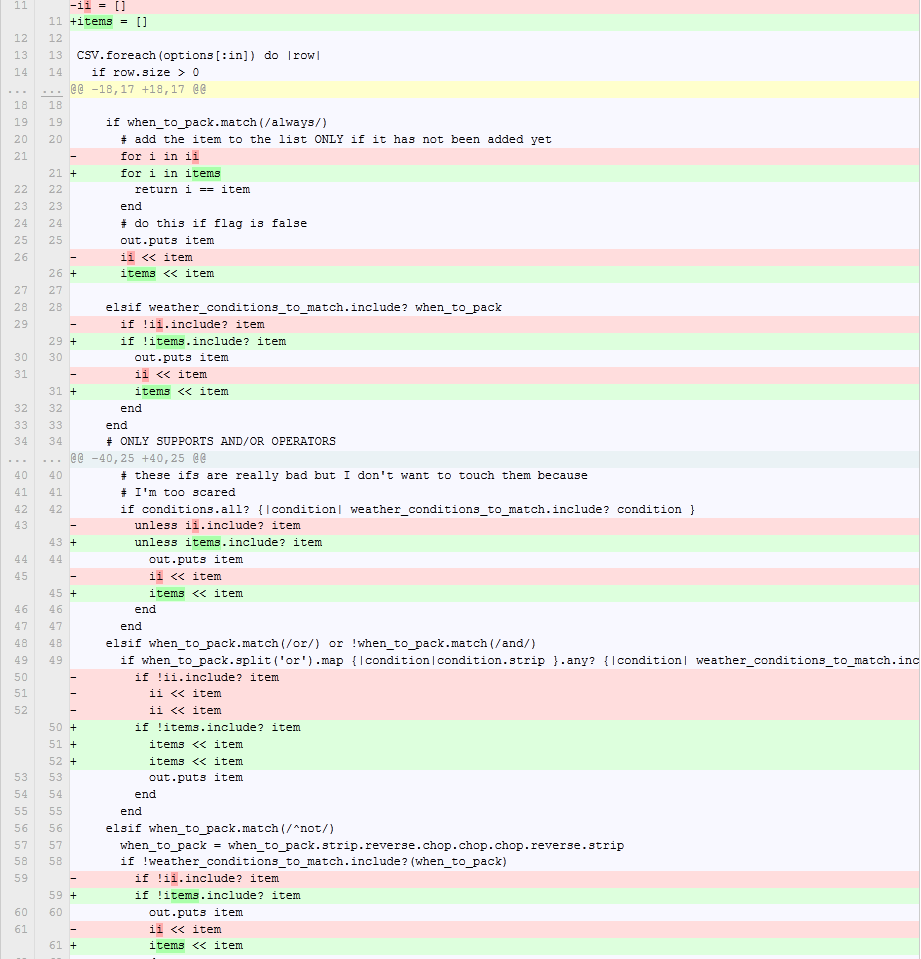 11 -ii = []
11 +items = []
12 12
13 13 CSV.foreach(options[:in]) do |row|
14 14 if row.size > 0
... ... @@ -18,17 +18,17 @@
18 18
19 19 if when_to_pack.match(/always/)
20 20 # add the item to the list ONLY if it has not been added yet
21 - for i in ii
21 + for i in items
22 22 return i == item
23 23 end
24 24 # do this if flag is false
25 25 out.puts item
26 - ii << item
26 + items << item
27 27
28 28 elsif weather_conditions_to_match.include? when_to_pack
29 - if !ii.include? item
29 + if !items.include? item
30 30 out.puts item
31 - ii << item
31 + items << item
32 32 end
33 33 end
34 34 # ONLY SUPPORTS AND/OR OPERATORS
... ... @@ -40,25 +40,25 @@
40 40 # these ifs are really bad but I don't want to touch them because
41 41 # I'm too scared
42 42 if conditions.all? {|condition| weather_conditions_to_match.include? condition }
43 - unless ii.include? item
43 + unless items.include? item
44 44 out.puts item
45 - ii << item
45 + items << item
46 46 end
47 47 end
48 48 elsif when_to_pack.match(/or/) or !when_to_pack.match(/and/)
49 49 if when_to_pack.split('or').map {|condition|condition.strip }.any? {|condition| weather_conditions_to_match.inc
50 - if !ii.include? item
51 - ii << item
52 - ii << item
50 + if !items.include? item
51 + items << item
52 + items << item
53 53 out.puts item
54 54 end
55 55 end
56 56 elsif when_to_pack.match(/^not/)
57 57 when_to_pack = when_to_pack.strip.reverse.chop.chop.chop.reverse.strip
58 58 if !weather_conditions_to_match.include?(when_to_pack)
59 - if !ii.include? item
59 + if !items.include? item
60 60 out.puts item
61 - ii << item
61 + items << item